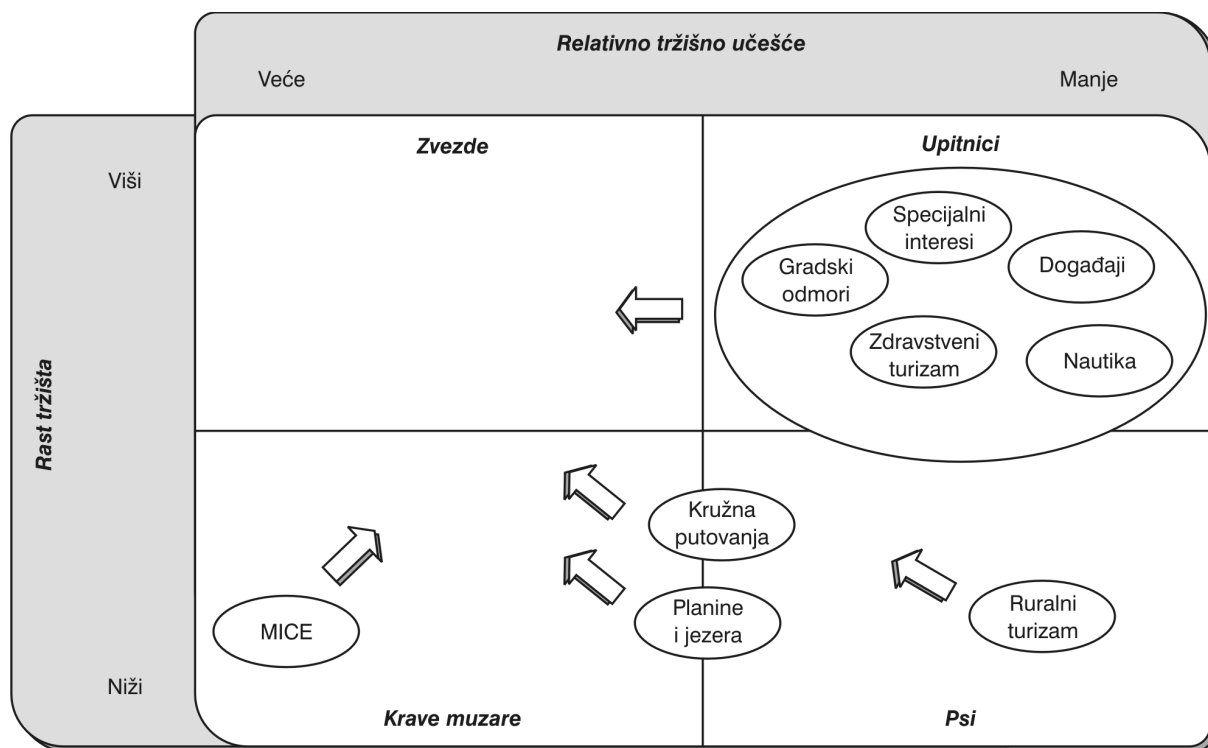 Relativno tržišno učešće
Veće
Manje
Rast tržišta
Viši
Niži
Zvezde
Upitnici
Specijalni
interesi
Gradski
odmori
Događaji
Zdravstveni
turizam
Nautika
Kružna
putovanja
Planine
i jezera
MICE
Ruralni
turizam
Krave muzare
Psi